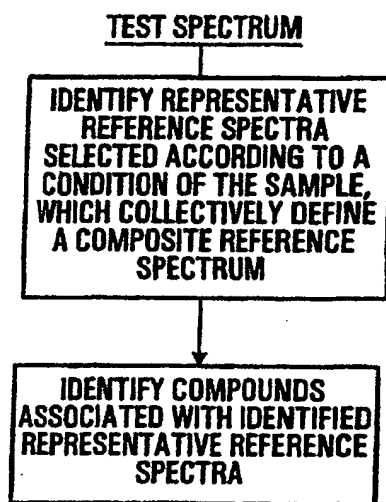 TEST SPECTRUM
IDENTIFY REPRESENTATIVE
REFERENCE SPECTRA
SELECTED ACCORDING TO A
CONDITION OF THE SAMPLE,
WHICH COLLECTIVELY DEFINE
A COMPOSITE REFERENCE
SPECTRUM
IDENTIFY COMPOUNDS
ASSOCIATED WITH IDENTIFIED
REPRESENTATIVE REFERENCE
SPECTRA